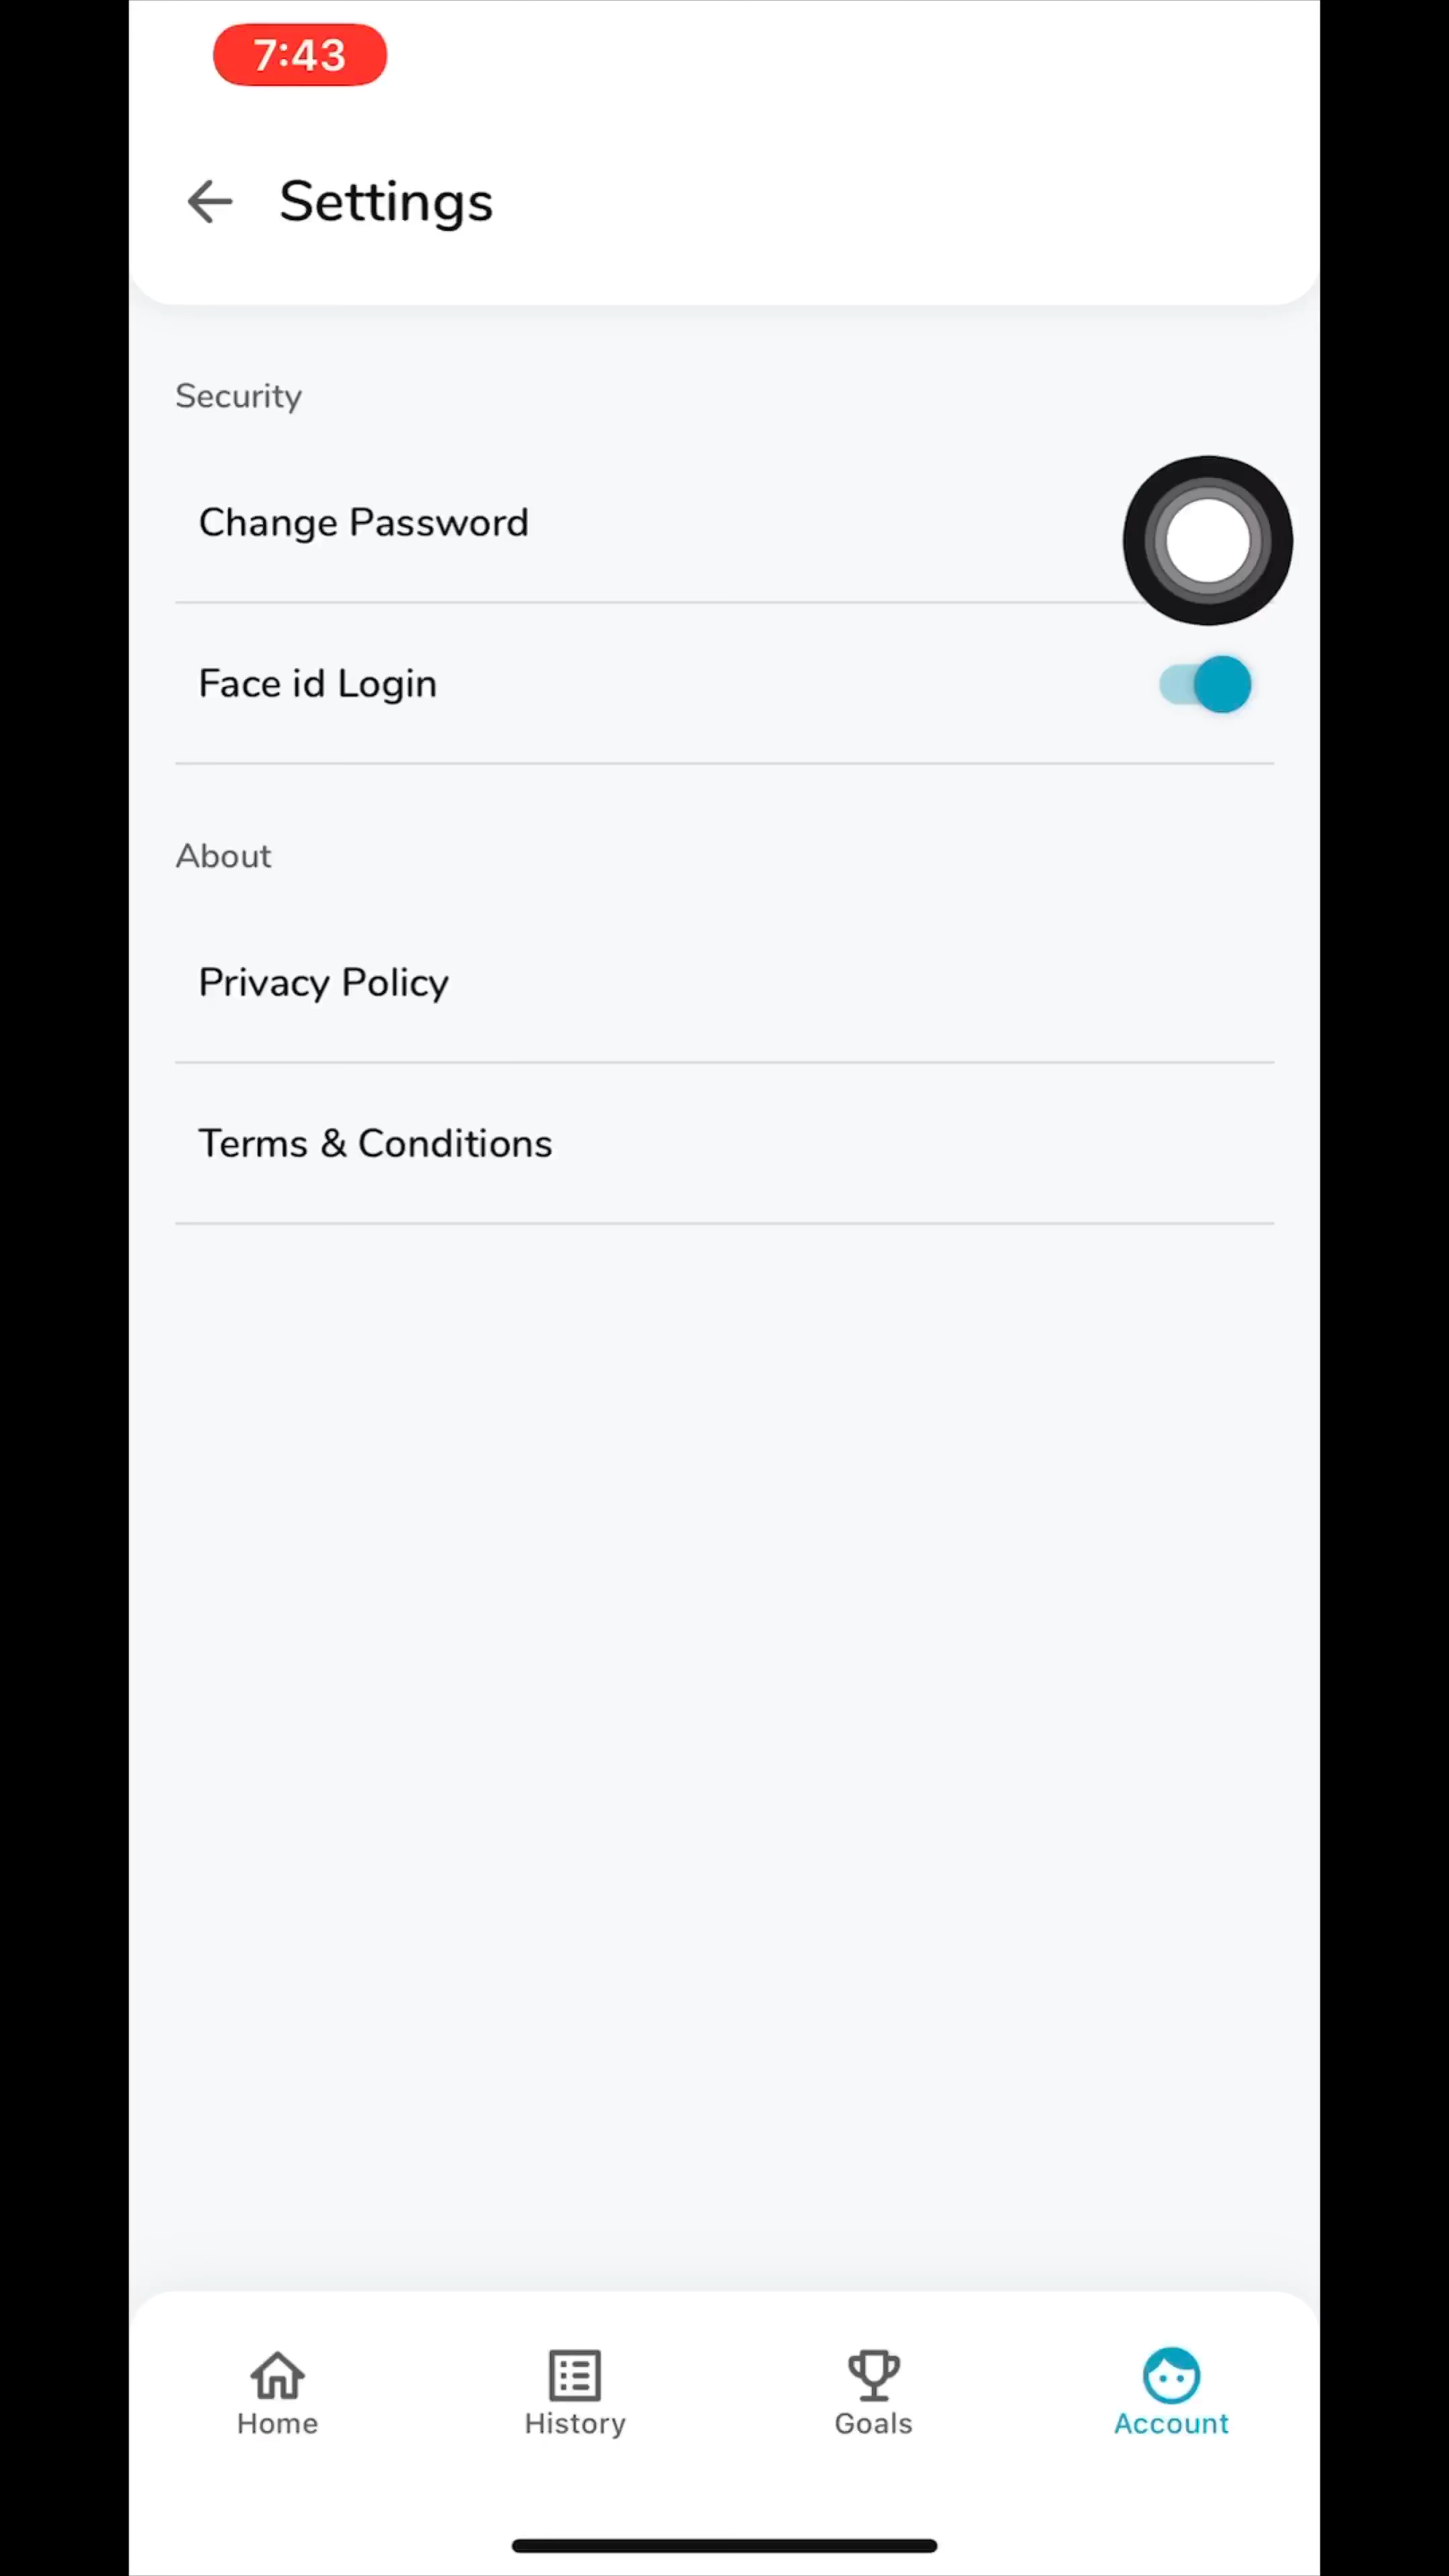 7:43
Settings
Security
Change Password
Face id Login
About
Privacy Policy
Terms & Conditions
Home
History
Goals
Account